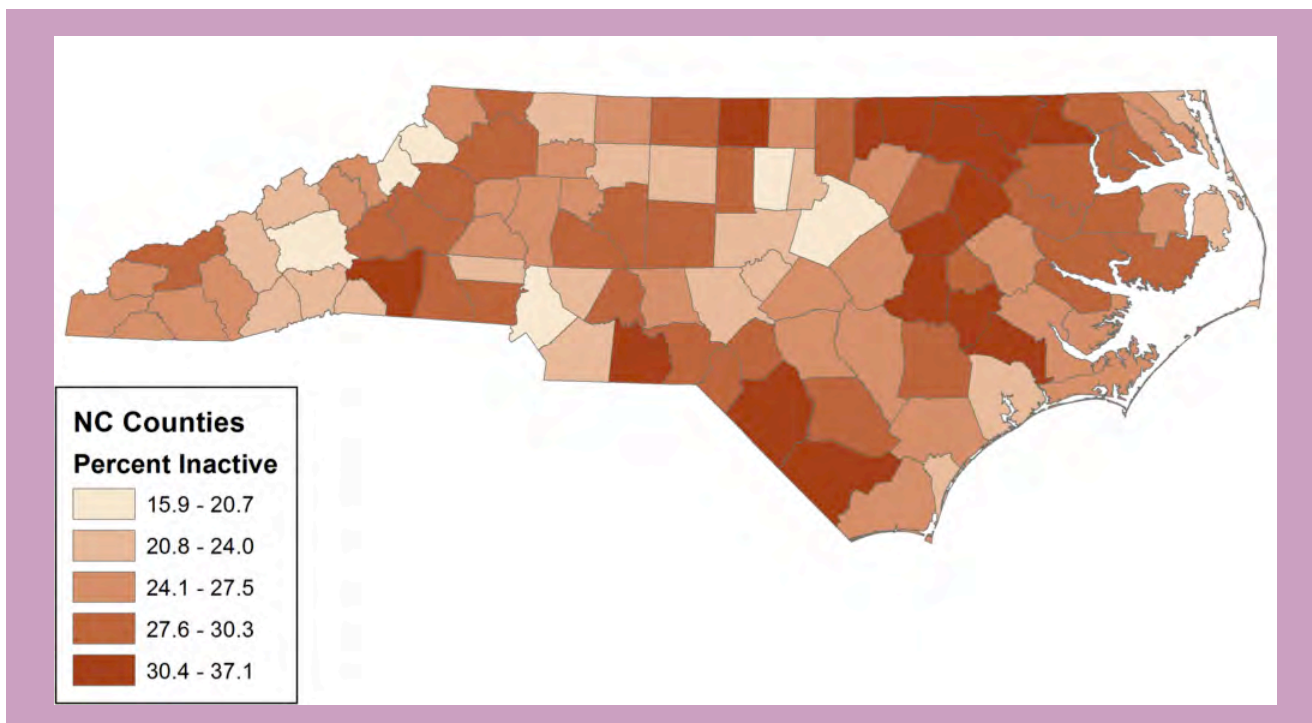 NC Counties
Percent Inactive
15.9 - 20.7
20.8 - 24.0
24.1 - 27.5
27.6 - 30.3
30.4 - 37.1